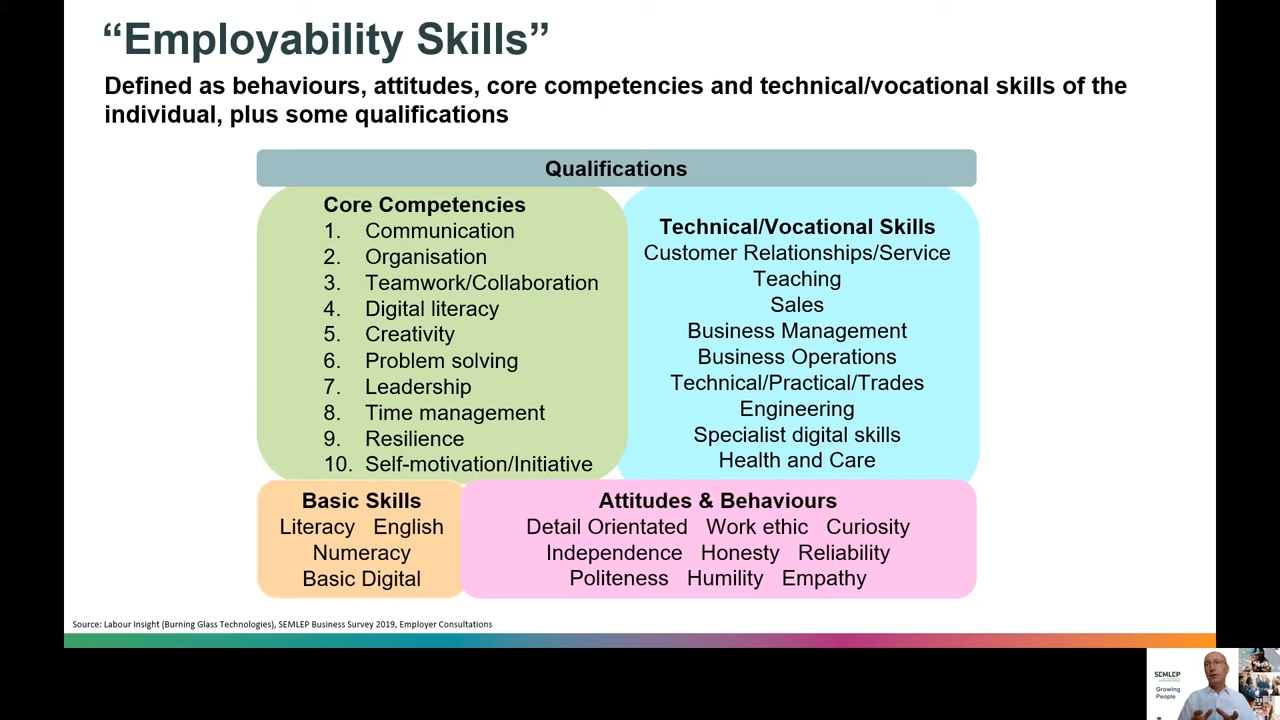 “Employability Skills”
Defined as behaviours, attitudes, core competencies and technical/vocational skills of the
individual, plus some qualifications
Qualifications
Core Competencies
1. Communication
2. Organisation
3. Teamwork/Collaboration
4. Digital literacy
5. Creativity
6. Problem solving
7. Leadership
8. Time management
9. Resilience
10. Self-motivation/Initiative
Technical/Vocational Skills
Customer Relationships/Service
Teaching
Sales
Business Management
Business Operations
Technical/Practical/Trades
Engineering
Specialist digital skills
Health and Care
Basic Skills
Literacy English
Numeracy
Basic Digital
Attitudes & Behaviours
Detail Orientated Work ethic Curiosity
Independence Honesty Reliability
Politeness Humility Empathy
Source: Labour Insight (Burning Glass Technologies), SEMLEP Business Survey 2019, Employer Consultations
SEMLEP
Growing
People